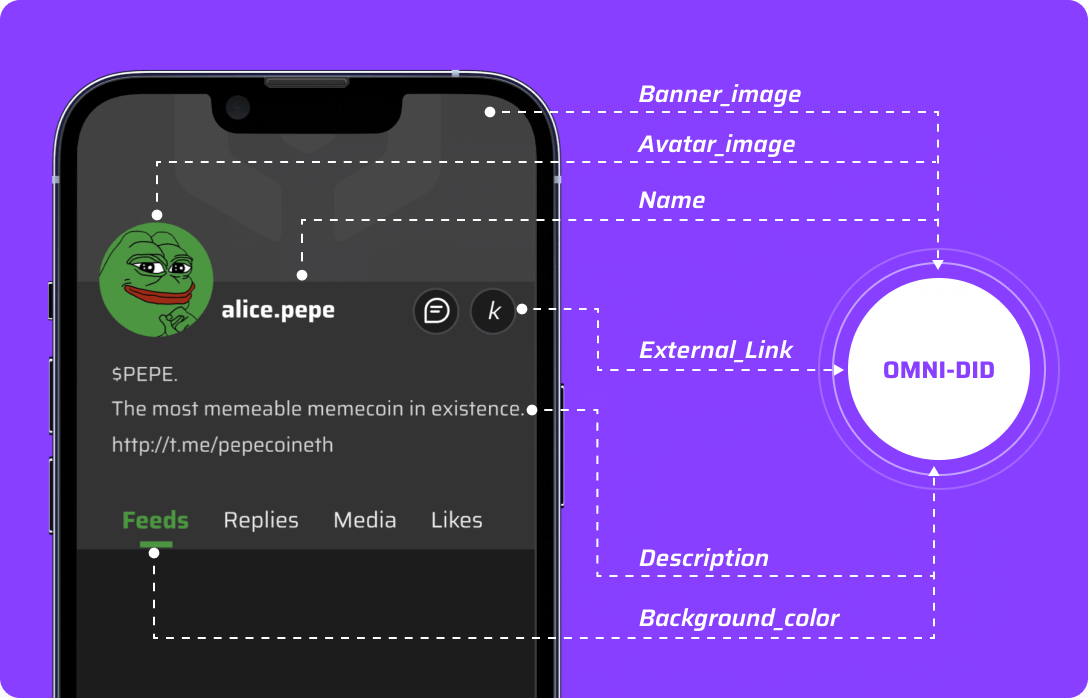 Banner_image
Avatar_image
Name
alice.pepe
k
External_Link
OMNI-DID
$PEPE.
The most memeable memecoin in existence.
http://t.me/pepecoineth
Feeds Replies Media Likes
Description
Background_color